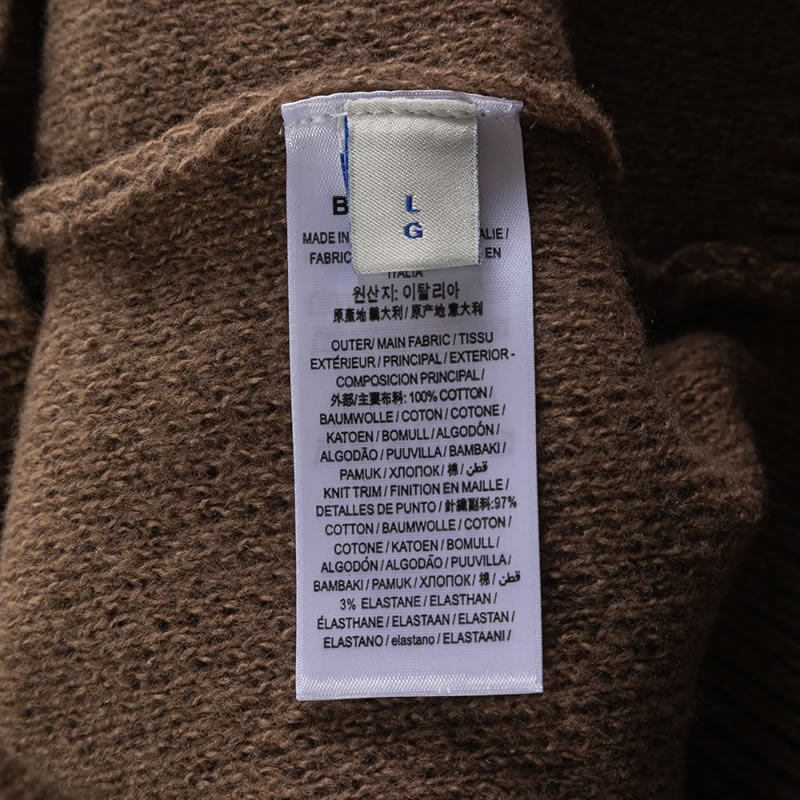 B
L
G
MADE IN ALIE /
FABRIC EN
ITALIA
원산지: 이탈리아
原產地 義大利 / 原产地 意大利
OUTER/ MAIN FABRIC / TISSU
EXTÉRIEUR / PRINCIPAL / EXTERIOR -
COMPOSICION PRINCIPAL /
外部/主要布料: 100% COTTON /
BAUMWOLLE / COTON / COTONE /
KATOEN / BOMULL / ALGODÓN /
ALGODÃO / PUUVILLA / BAMBAKI /
PAMUK / ХЛОПОК / 棉 / قطن /
KNIT TRIM / FINITION EN MAILLE /
DETALLES DE PUNTO / 針織副料: 97%
COTTON / BAUMWOLLE / COTON /
COTONE / KATOEN / BOMULL /
ALGODÓN / ALGODÃO / PUUVILLA /
BAMBAKI / PAMUK / ХЛОПОК / 棉 / قطن /
3% ELASTANE / ELASTHAN /
ÉLASTHANE / ELASTAAN / ELASTAN /
ELASTANO / elastano / ELASTAANI /